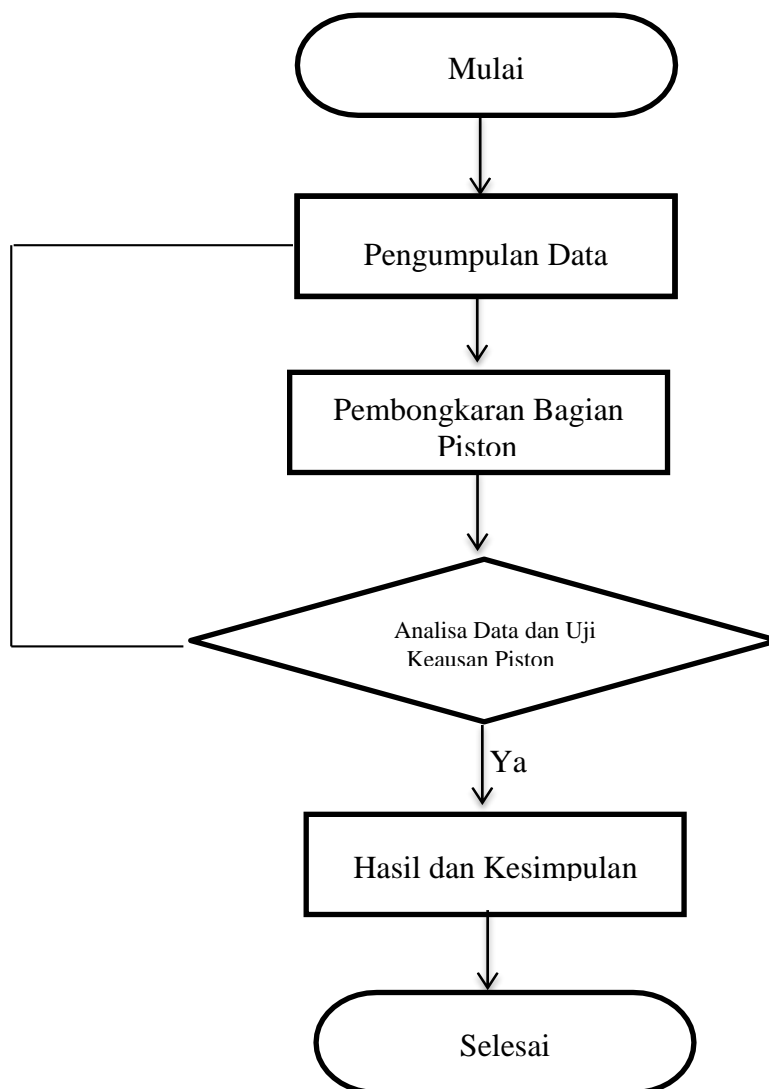 Mulai
Pengumpulan Data
Pembongkaran Bagian
Piston
Analisa Data dan Uji
Keausan Piston
Ya
Hasil dan Kesimpulan
Selesai